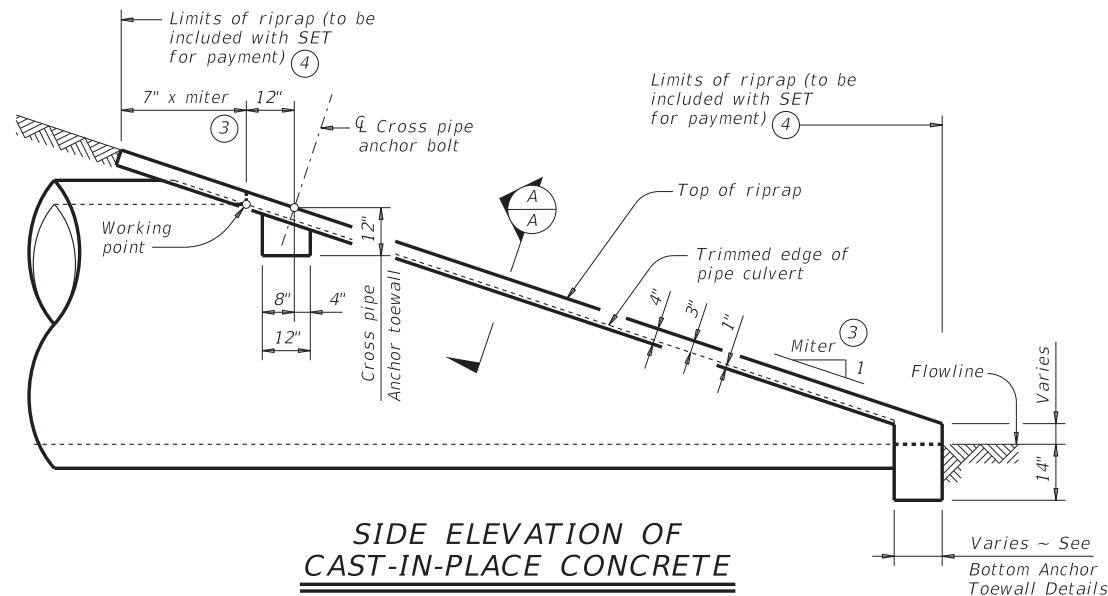 Limits of riprap (to be
included with SET
for payment) 4
7" x miter
12"
3
℄ Cross pipe
anchor bolt
Limits of riprap (to be
included with SET
for payment) 4
Working
point
12"
Cross pipe
Anchor toewall
8"
4"
12"
A
A
Top of riprap
Trimmed edge of
pipe culvert
4"
3"
1"
Miter
3
1
Flowline
Varies
14"
Varies ~ See
Bottom Anchor
Toewall Details
SIDE ELEVATION OF
CAST-IN-PLACE CONCRETE